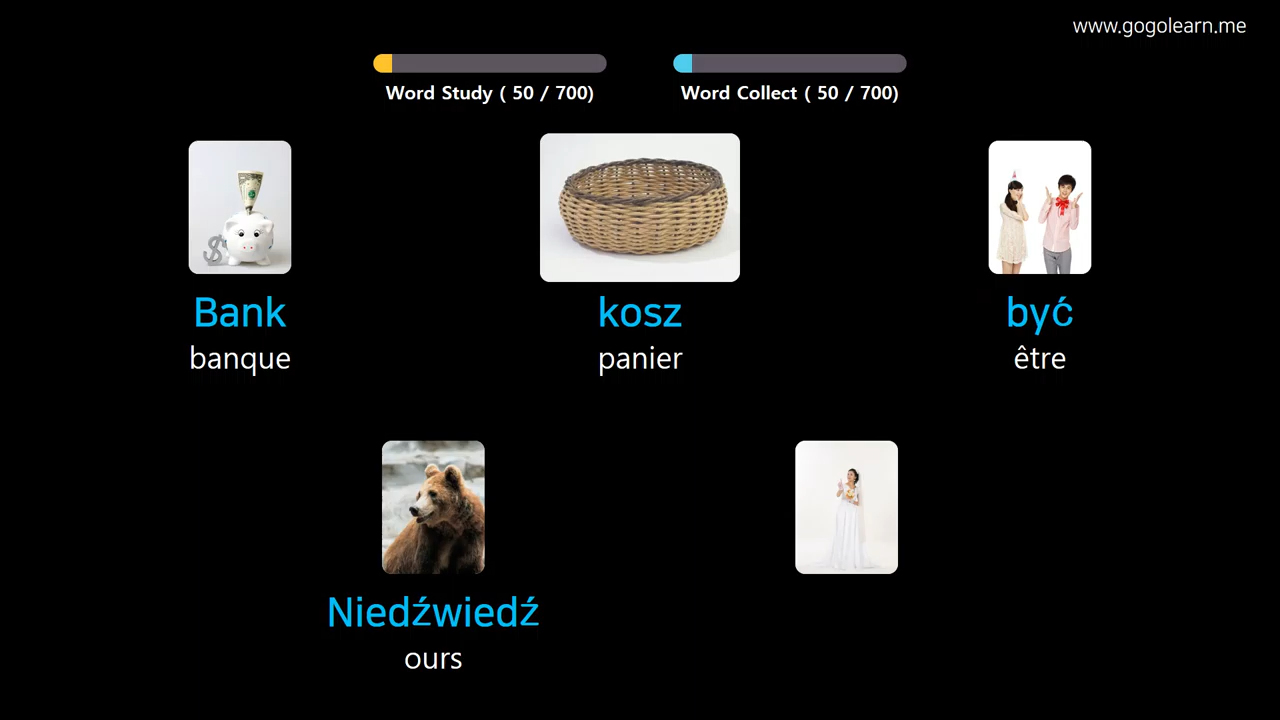 www.gogolearn.me
Word Study ( 50 / 700)
Word Collect ( 50 / 700)
Bank
banque
kosz
panier
być
être
Niedźwiedź
ours